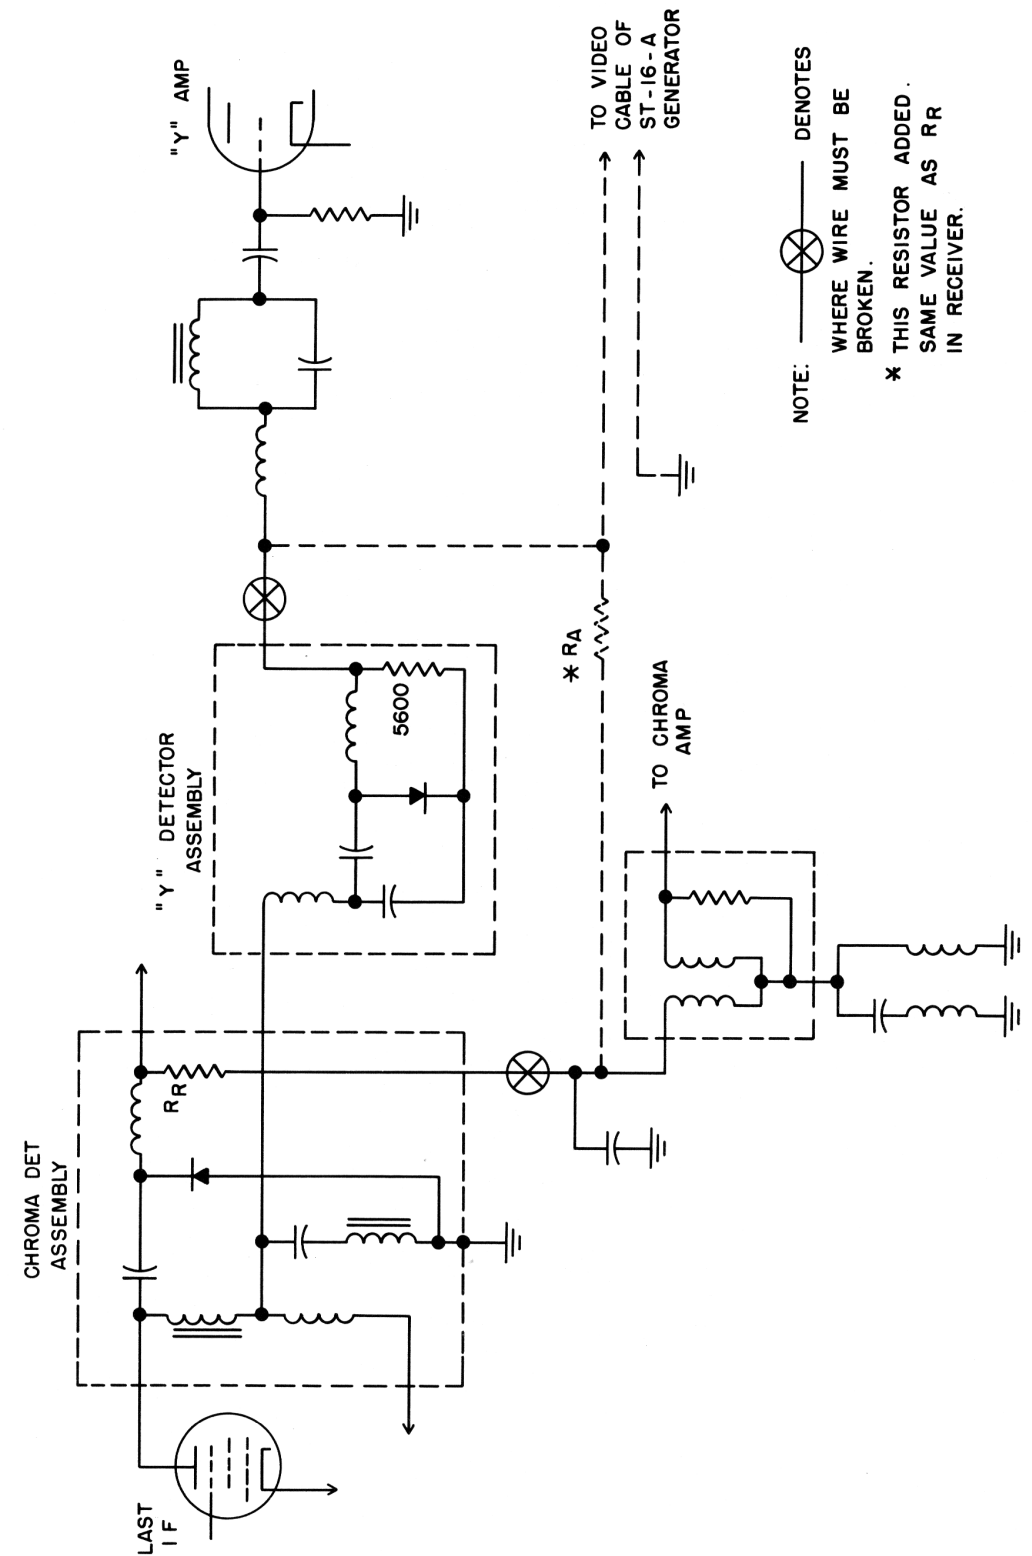 LAST
IF
CHROMA DET
ASSEMBLY
RR
"Y" DETECTOR
ASSEMBLY
5600
"Y" AMP
* RA
TO CHROMA
AMP
TO VIDEO
CABLE OF
ST-16-A
GENERATOR
NOTE: DENOTES
WHERE WIRE MUST BE
BROKEN.
* THIS RESISTOR ADDED.
SAME VALUE AS RR
IN RECEIVER.